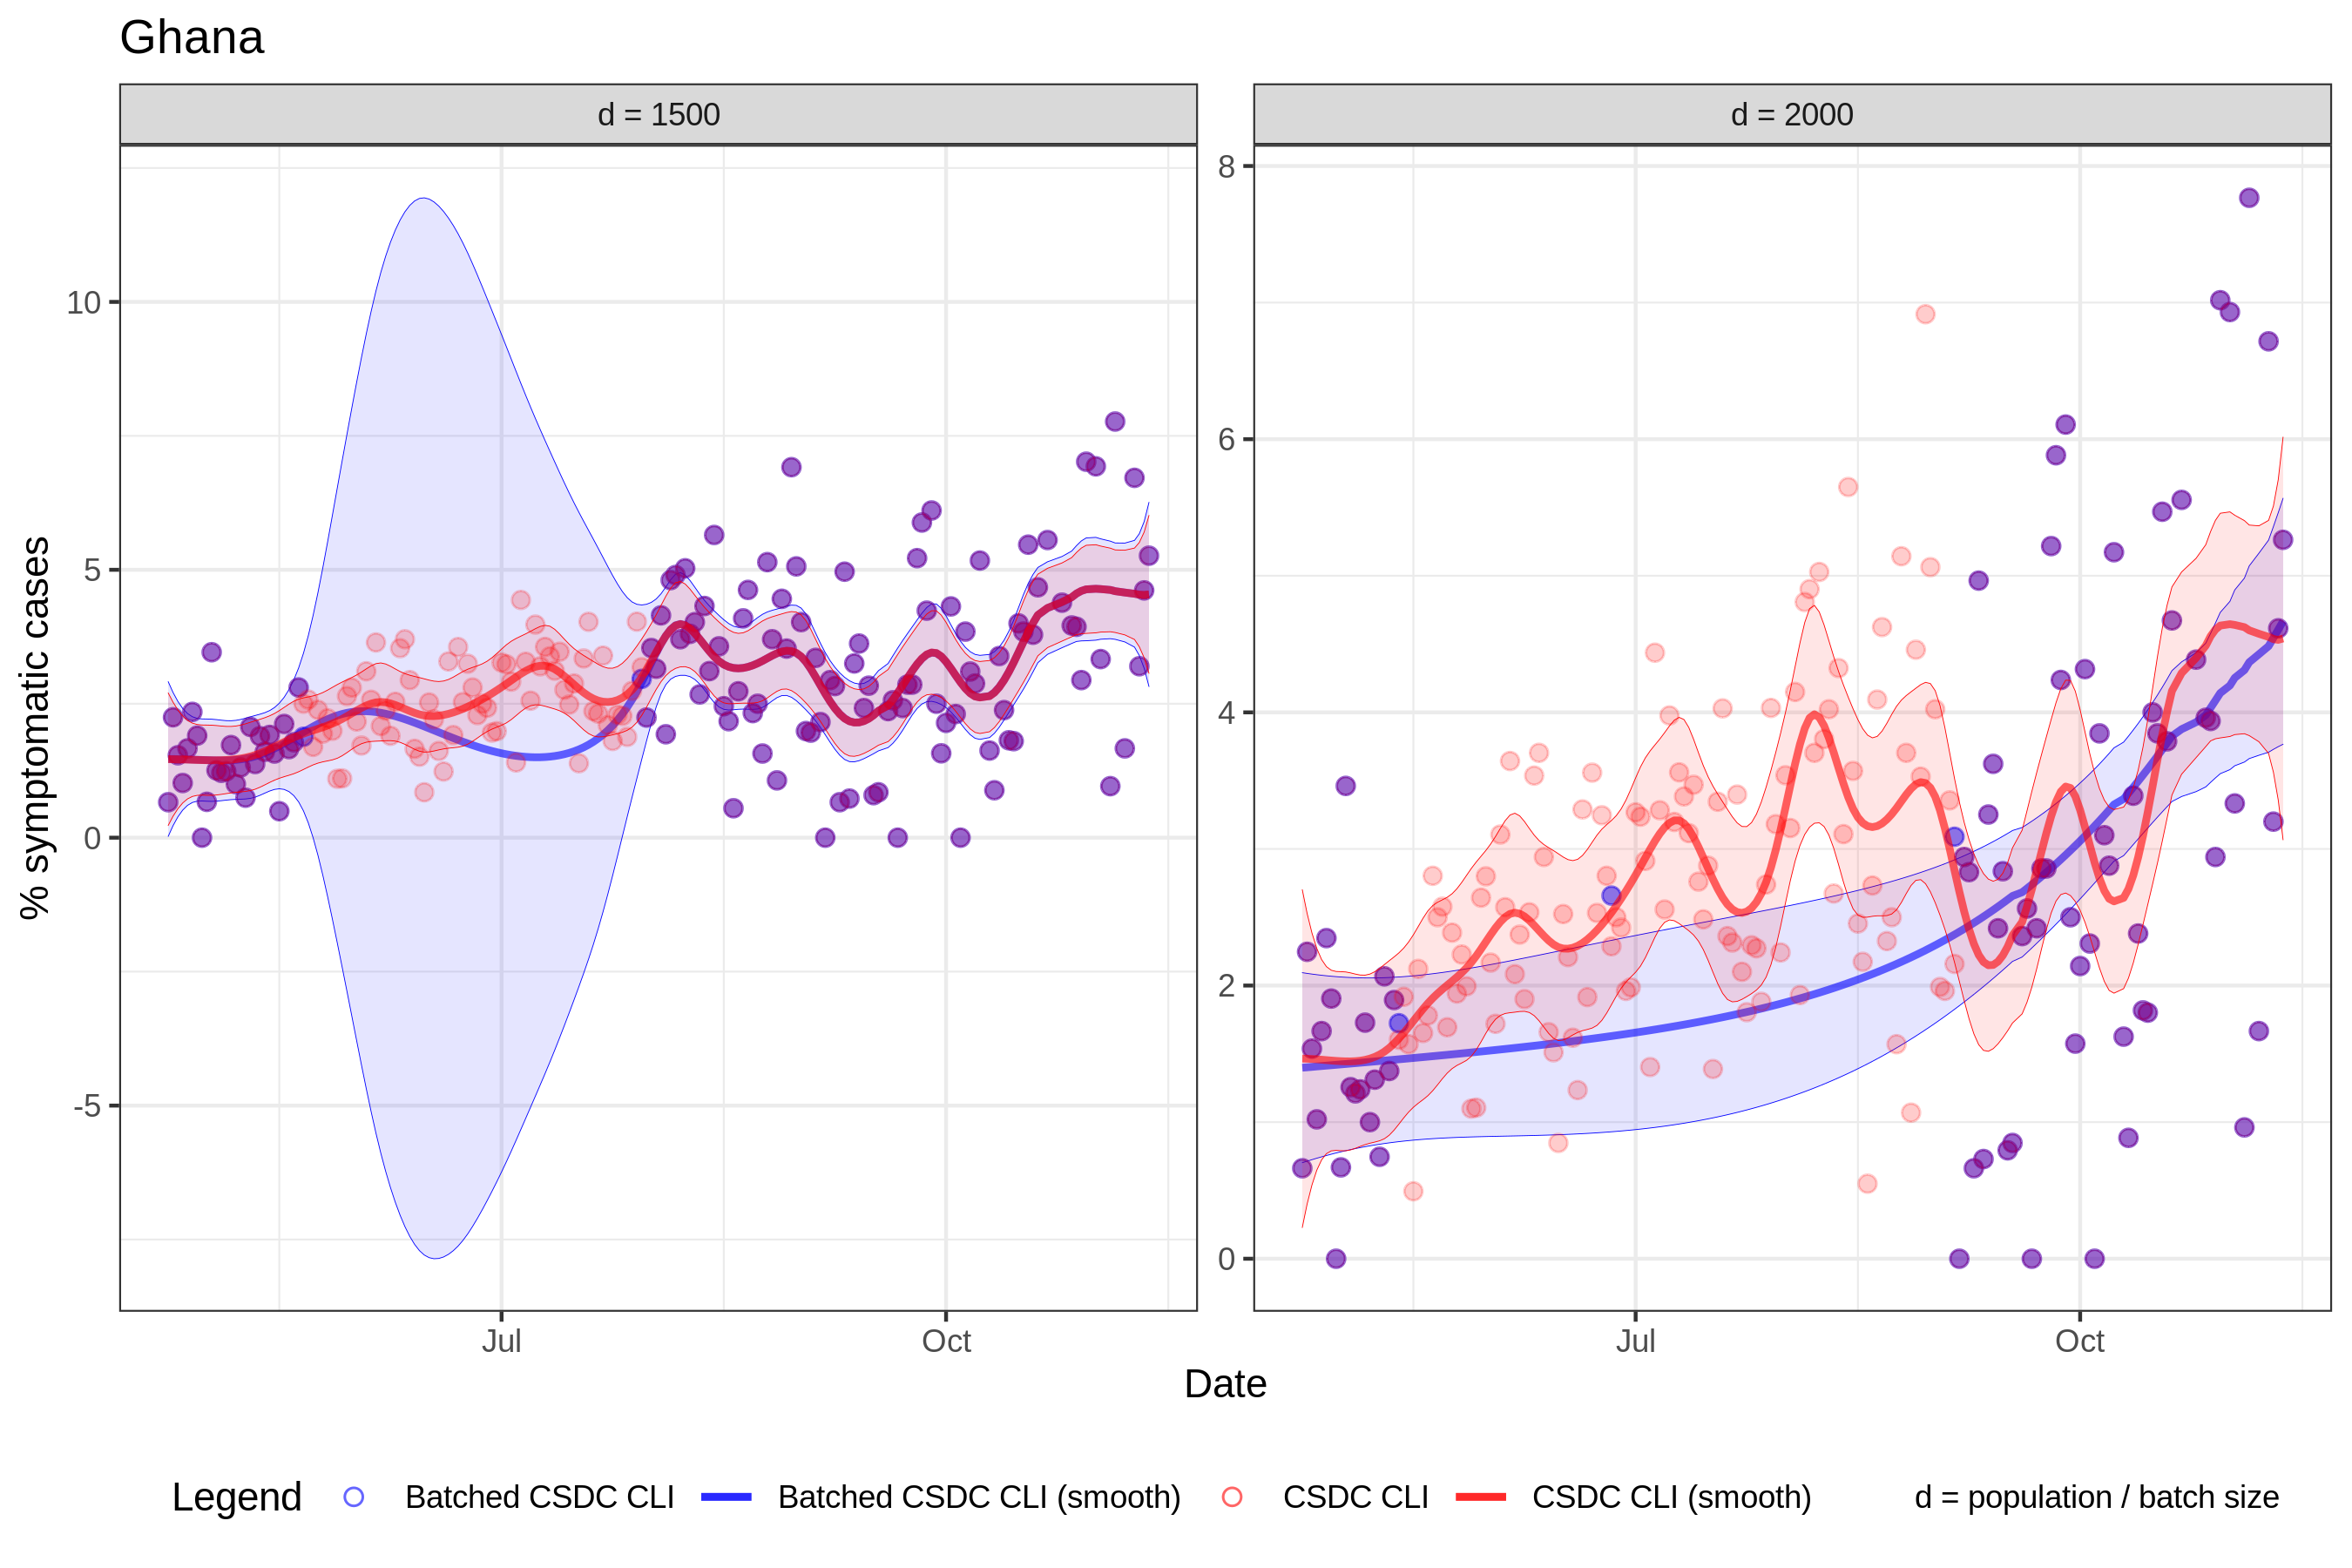 Ghana
d = 1500
d = 2000
% symptomatic cases
10
5
0
-5
8
6
4
2
0
Jul
Oct
Jul
Oct
Date
Legend
Batched CSDC CLI
Batched CSDC CLI (smooth)
CSDC CLI
CSDC CLI (smooth)
d = population / batch size